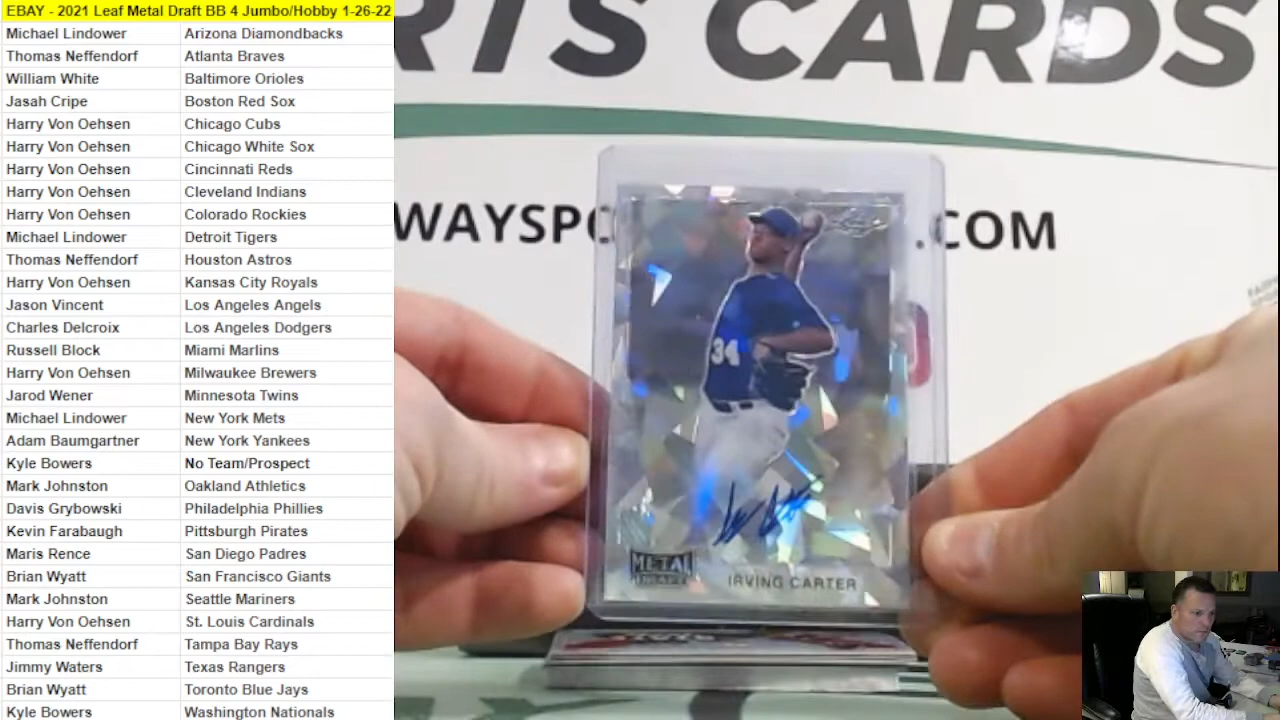 EBAY - 2021 Leaf Metal Draft BB 4 Jumbo/Hobby 1-26-22
Michael Lindower Arizona Diamondbacks
Thomas Neffendorf Atlanta Braves
William White Baltimore Orioles
Jasah Cripe Boston Red Sox
Harry Von Oehsen Chicago Cubs
Harry Von Oehsen Chicago White Sox
Harry Von Oehsen Cincinnati Reds
Harry Von Oehsen Cleveland Indians
Harry Von Oehsen Colorado Rockies
Michael Lindower Detroit Tigers
Thomas Neffendorf Houston Astros
Harry Von Oehsen Kansas City Royals
Jason Vincent Los Angeles Angels
Charles Delcroix Los Angeles Dodgers
Russell Block Miami Marlins
Harry Von Oehsen Milwaukee Brewers
Jarod Wener Minnesota Twins
Michael Lindower New York Mets
Adam Baumgartner New York Yankees
Kyle Bowers No Team/Prospect
Mark Johnston Oakland Athletics
Davis Grybowski Philadelphia Phillies
Kevin Farabaugh Pittsburgh Pirates
Maris Rence San Diego Padres
Brian Wyatt San Francisco Giants
Mark Johnston Seattle Mariners
Harry Von Oehsen St. Louis Cardinals
Thomas Neffendorf Tampa Bay Rays
Jimmy Waters Texas Rangers
Brian Wyatt Toronto Blue Jays
Kyle Bowers Washington Nationals
RTS CARDS
WAYSPO .COM
Leaf
34
METAL
DRAFT
IRVING CARTER